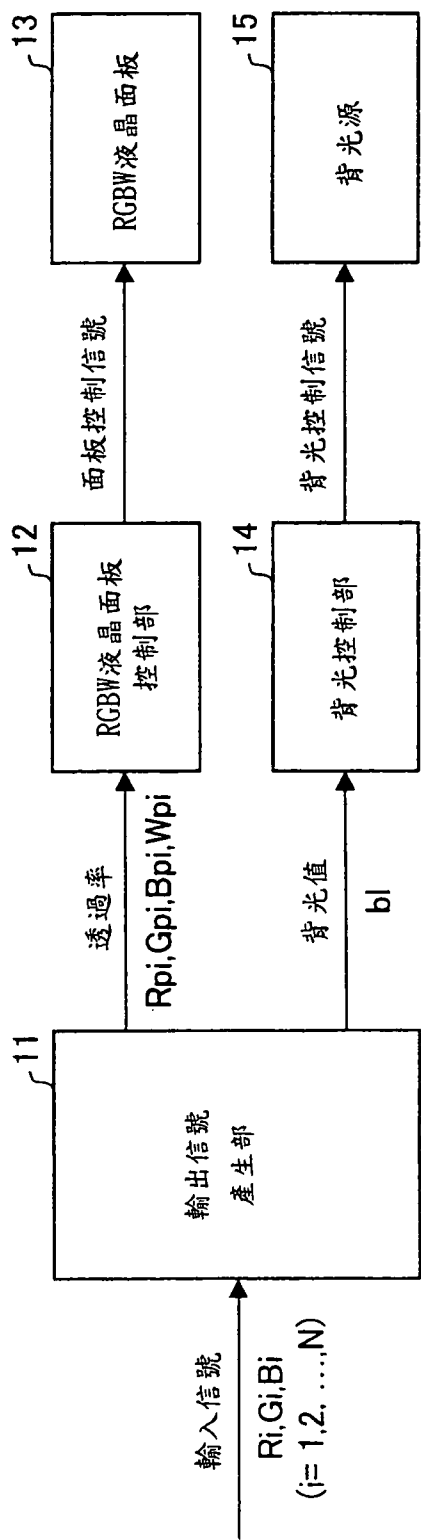 輸入信號
Ri,Gi,Bi
(i= 1,2, ...,N)
11
輸出信號
產生部
透過率
Rpi,Gpi,Bpi,Wpi
12
RGBW液晶面板
控制部
面板控制信號
13
RGBW液晶面板
背光值
bl
14
背光控制部
背光控制信號
15
背光源